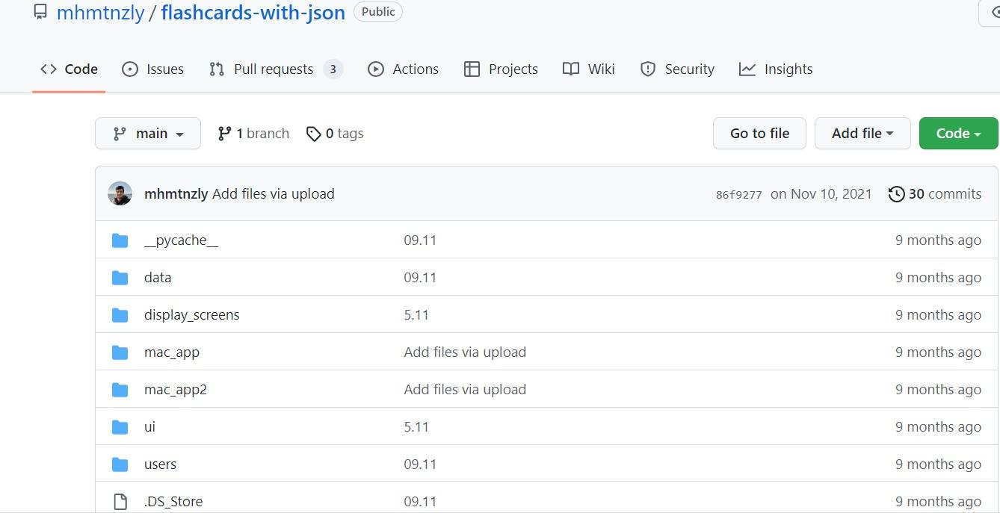 mhmtnzly / flashcards-with-json Public
Code Issues Pull requests 3 Actions Projects Wiki Security Insights
main 1 branch 0 tags Go to file Add file Code
mhmtnzly Add files via upload 86f9277 on Nov 10, 2021 30 commits
__pycache__ 09.11 9 months ago
data 09.11 9 months ago
display_screens 5.11 9 months ago
mac_app Add files via upload 9 months ago
mac_app2 Add files via upload 9 months ago
ui 5.11 9 months ago
users 09.11 9 months ago
.DS_Store 09.11 9 months ago